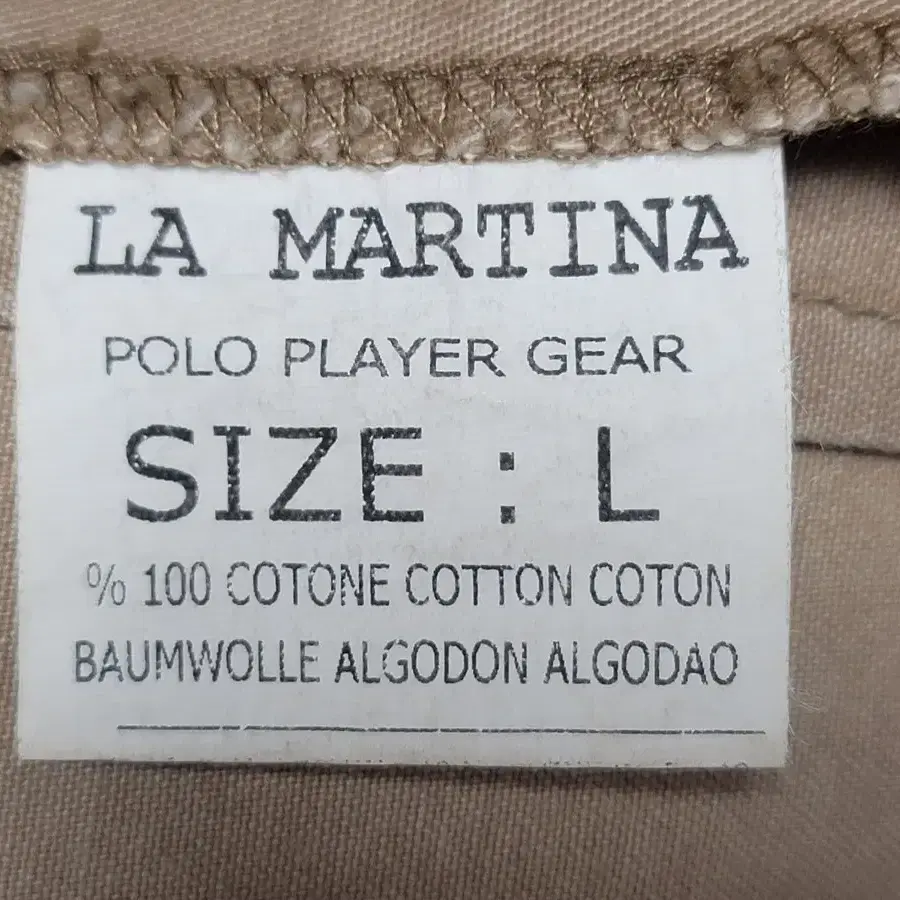 LA MARTINA
POLO PLAYER GEAR
SIZE : L
% 100 COTONE COTTON COTON
BAUMWOLLE ALGODON ALGODAO